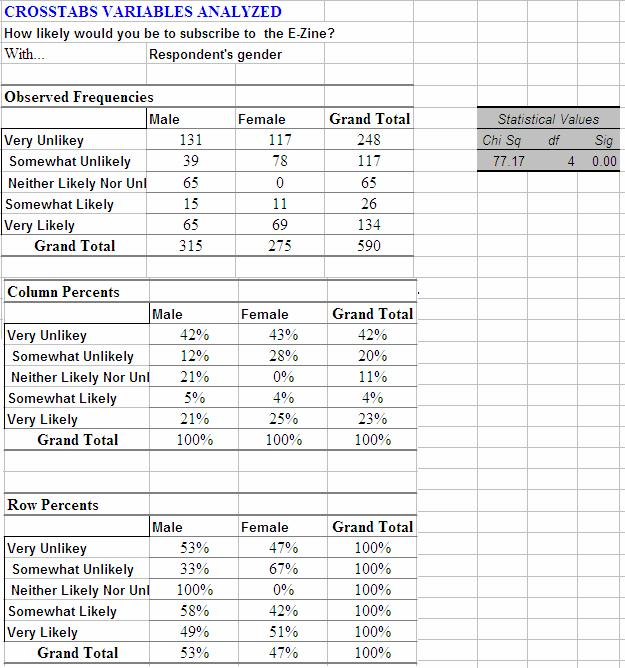 CROSSTABS VARIABLES ANALYZED
How likely would you be to subscribe to the E-Zine?
With... Respondent's gender
Observed Frequencies
Male Female Grand Total
Very Unlikey 131 117 248
Somewhat Unlikely 39 78 117
Neither Likely Nor Unl 65 0 65
Somewhat Likely 15 11 26
Very Likely 65 69 134
Grand Total 315 275 590
Statistical Values
Chi Sq df Sig
77.17 4 0.00
Column Percents
Male Female Grand Total
Very Unlikey 42% 43% 42%
Somewhat Unlikely 12% 28% 20%
Neither Likely Nor Unl 21% 0% 11%
Somewhat Likely 5% 4% 4%
Very Likely 21% 25% 23%
Grand Total 100% 100% 100%
Row Percents
Male Female Grand Total
Very Unlikey 53% 47% 100%
Somewhat Unlikely 33% 67% 100%
Neither Likely Nor Unl 100% 0% 100%
Somewhat Likely 58% 42% 100%
Very Likely 49% 51% 100%
Grand Total 53% 47% 100%